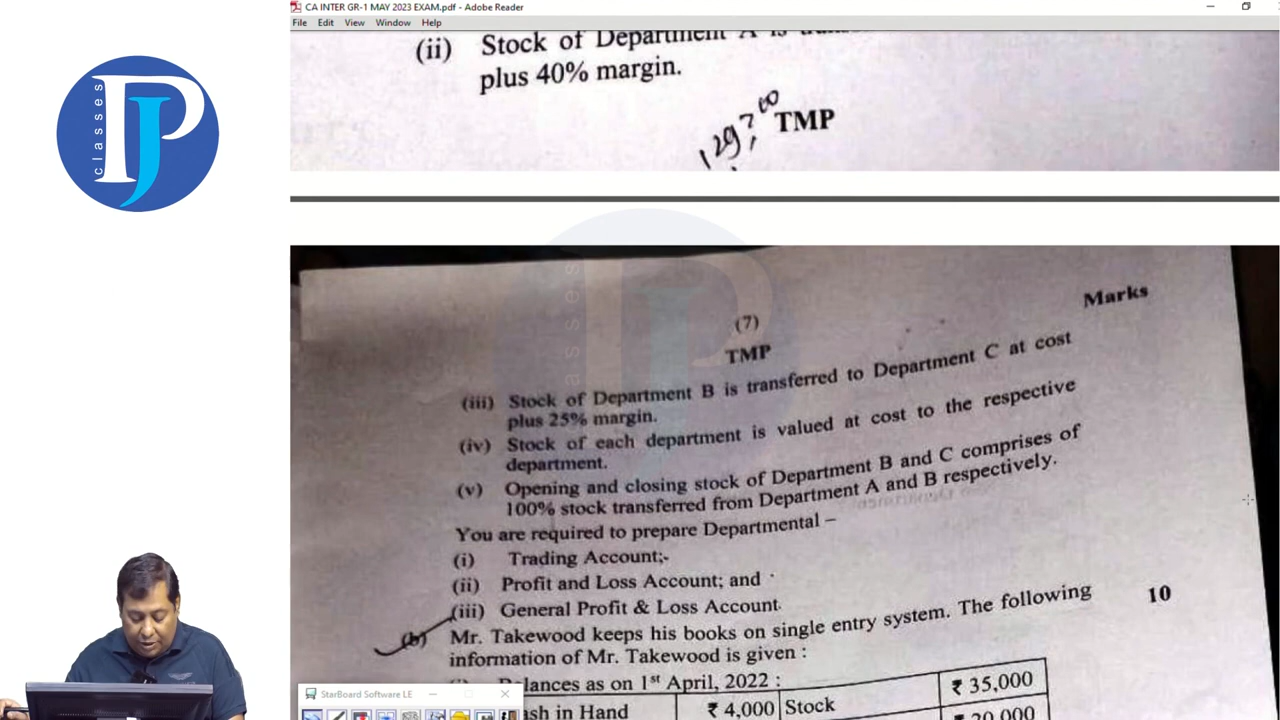 CA INTER GR-1 MAY 2023 EXAM.pdf - Adobe Reader
File Edit View Window Help
classes
PJ
(ii) Stock of Department A is
plus 40% margin.
TMP
Marks
(7)
TMP
(iii) Stock of Department B is transferred to Department C at cost
plus 25% margin.
(iv) Stock of each department is valued at cost to the respective
department.
(v) Opening and closing stock of Department B and C comprises of
100% stock transferred from Department A and B respectively.
You are required to prepare Departmental –
(i) Trading Account;-
(ii) Profit and Loss Account; and
(iii) General Profit & Loss Account.
10
(b) Mr. Takewood keeps his books on single entry system. The following
information of Mr. Takewood is given :
lances as on 1st April, 2022 :
ash in Hand ₹ 4,000 Stock ₹ 35,000
StarBoard Software LE